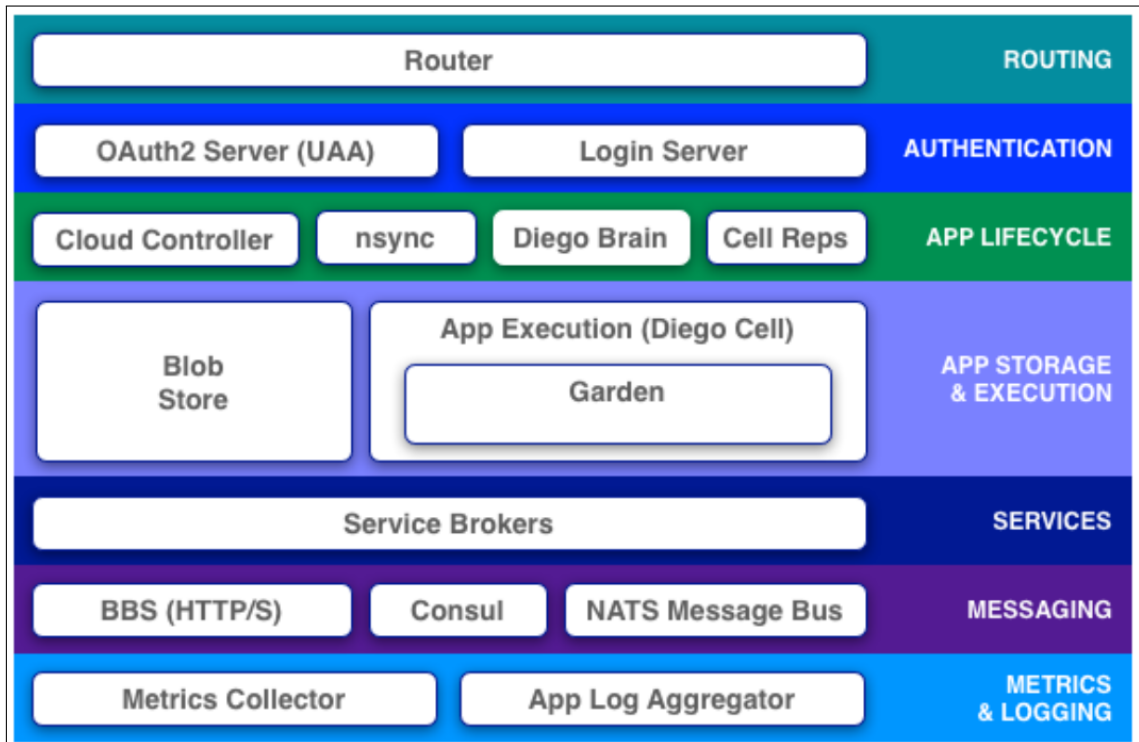 Router
ROUTING
OAuth2 Server (UAA)
Login Server
AUTHENTICATION
Cloud Controller
nsync
Diego Brain
Cell Reps
APP LIFECYCLE
Blob
Store
App Execution (Diego Cell)
Garden
APP STORAGE
& EXECUTION
Service Brokers
SERVICES
BBS (HTTP/S)
Consul
NATS Message Bus
MESSAGING
Metrics Collector
App Log Aggregator
METRICS
& LOGGING